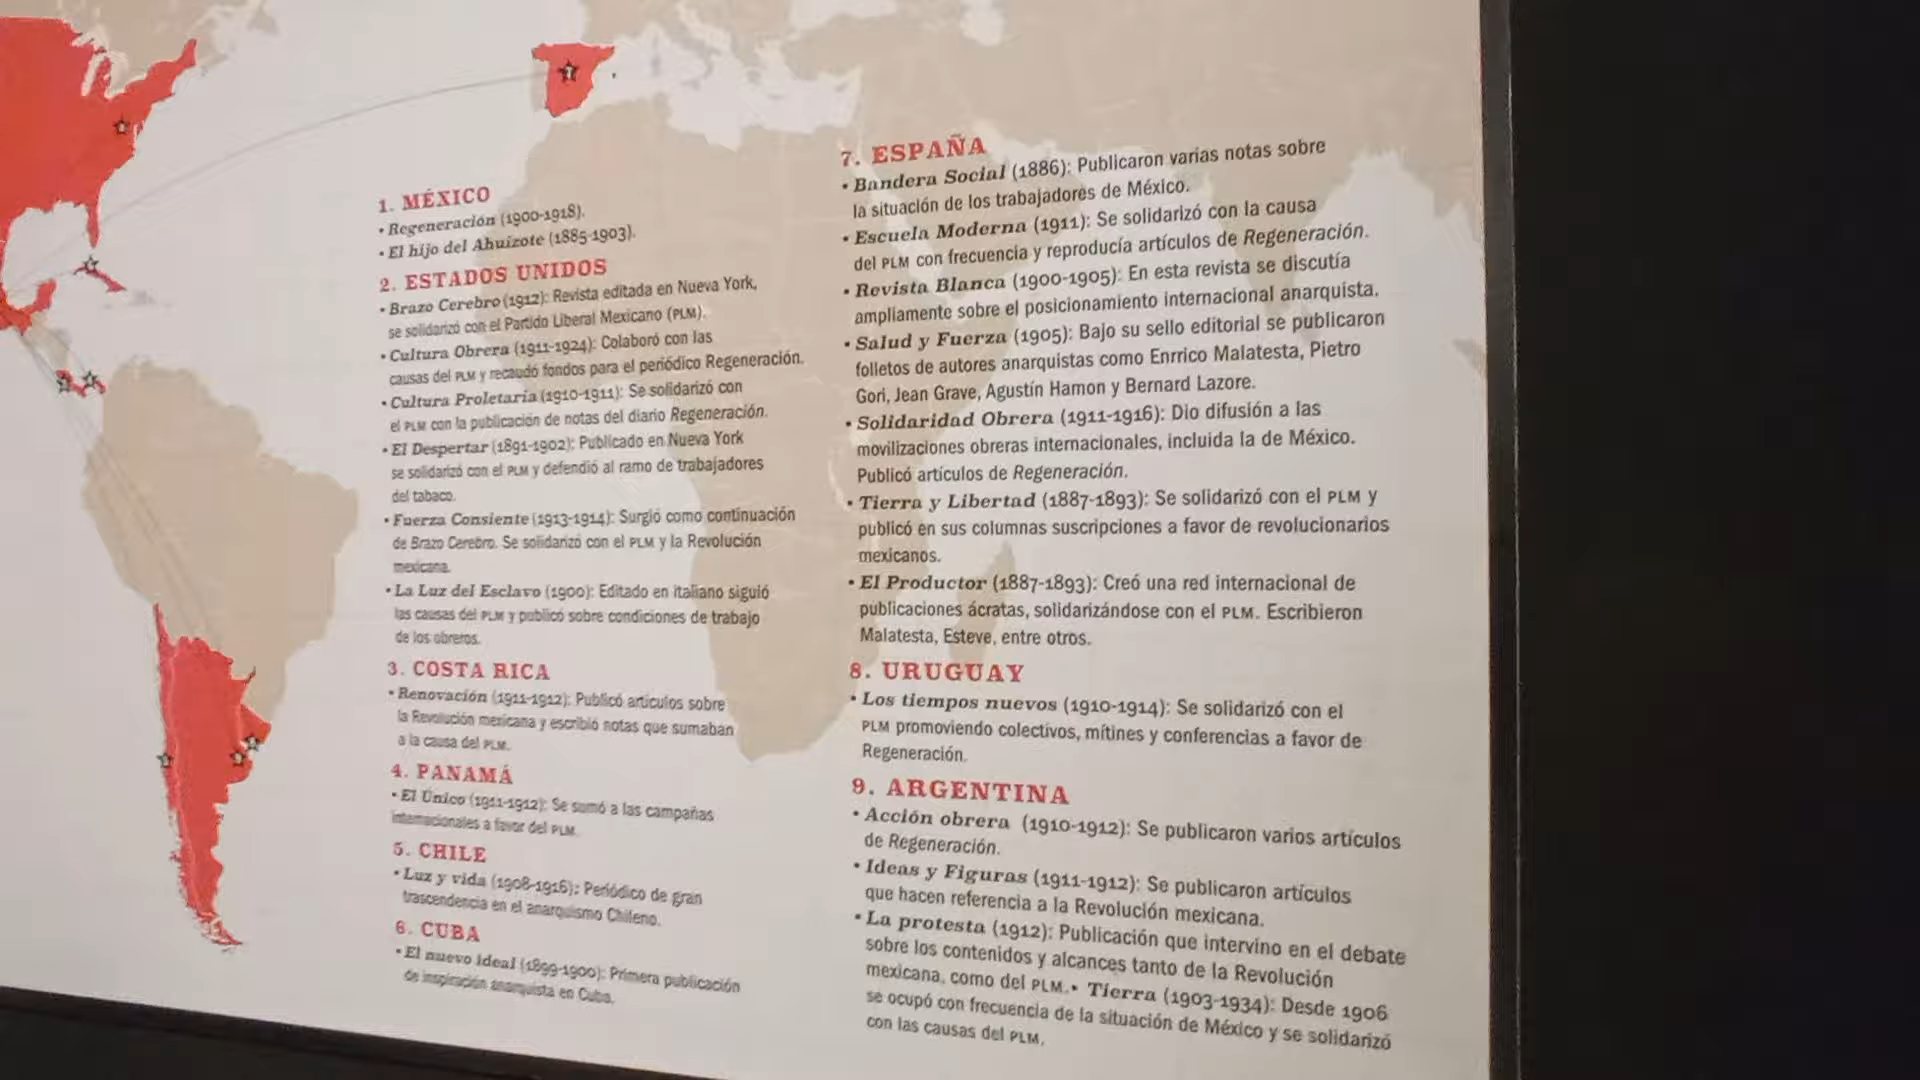 1. MÉXICO
• Regeneración (1900-1918).
• El hijo del Ahuizote (1885-1903).
2. ESTADOS UNIDOS
• Brazo Cerebro (1912): Revista editada en Nueva York,
se solidarizó con el Partido Liberal Mexicano (PLM).
• Cultura Obrera (1911-1924): Colaboró con las
causas del PLM y recaudó fondos para el periódico Regeneración.
• Cultura Proletaria (1910-1911): Se solidarizó con
el PLM con la publicación de notas del diario Regeneración.
• El Despertar (1891-1902): Publicado en Nueva York
se solidarizó con el PLM y defendió al ramo de trabajadores
del tabaco.
• Fuerza Consiente (1913-1914): Surgió como continuación
de Brazo Cerebro. Se solidarizó con el PLM y la Revolución
mexicana.
• La Luz del Esclavo (1900): Editado en italiano siguió
las causas del PLM y publicó sobre condiciones de trabajo
de los obreros.
3. COSTA RICA
• Renovación (1911-1912): Publicó artículos sobre
la Revolución mexicana y escribió notas que sumaban
a la causa del PLM.
4. PANAMÁ
• El Único (1911-1912): Se sumó a las campañas
internacionales a favor del PLM.
5. CHILE
• Luz y vida (1908-1916): Periódico de gran
trascendencia en el anarquismo Chileno.
6. CUBA
• El nuevo ideal (1899-1900): Primera publicación
de inspiración anarquista en Cuba.
7. ESPAÑA
• Bandera Social (1886): Publicaron varias notas sobre
la situación de los trabajadores de México.
• Escuela Moderna (1911): Se solidarizó con la causa
del PLM con frecuencia y reproducía artículos de Regeneración.
• Revista Blanca (1900-1905): En esta revista se discutía
ampliamente sobre el posicionamiento internacional anarquista.
• Salud y Fuerza (1905): Bajo su sello editorial se publicaron
folletos de autores anarquistas como Enrrico Malatesta, Pietro
Gori, Jean Grave, Agustín Hamon y Bernard Lazore.
• Solidaridad Obrera (1911-1916): Dio difusión a las
movilizaciones obreras internacionales, incluida la de México.
Publicó artículos de Regeneración.
• Tierra y Libertad (1887-1893): Se solidarizó con el PLM y
publicó en sus columnas suscripciones a favor de revolucionarios
mexicanos.
• El Productor (1887-1893): Creó una red internacional de
publicaciones ácratas, solidarizándose con el PLM. Escribieron
Malatesta, Esteve, entre otros.
8. URUGUAY
• Los tiempos nuevos (1910-1914): Se solidarizó con el
PLM promoviendo colectivos, mítines y conferencias a favor de
Regeneración.
9. ARGENTINA
• Acción obrera (1910-1912): Se publicaron varios artículos
de Regeneración.
• Ideas y Figuras (1911-1912): Se publicaron artículos
que hacen referencia a la Revolución mexicana.
• La protesta (1912): Publicación que intervino en el debate
sobre los contenidos y alcances tanto de la Revolución
mexicana, como del PLM.• Tierra (1903-1934): Desde 1906
se ocupó con frecuencia de la situación de México y se solidarizó
con las causas del PLM.